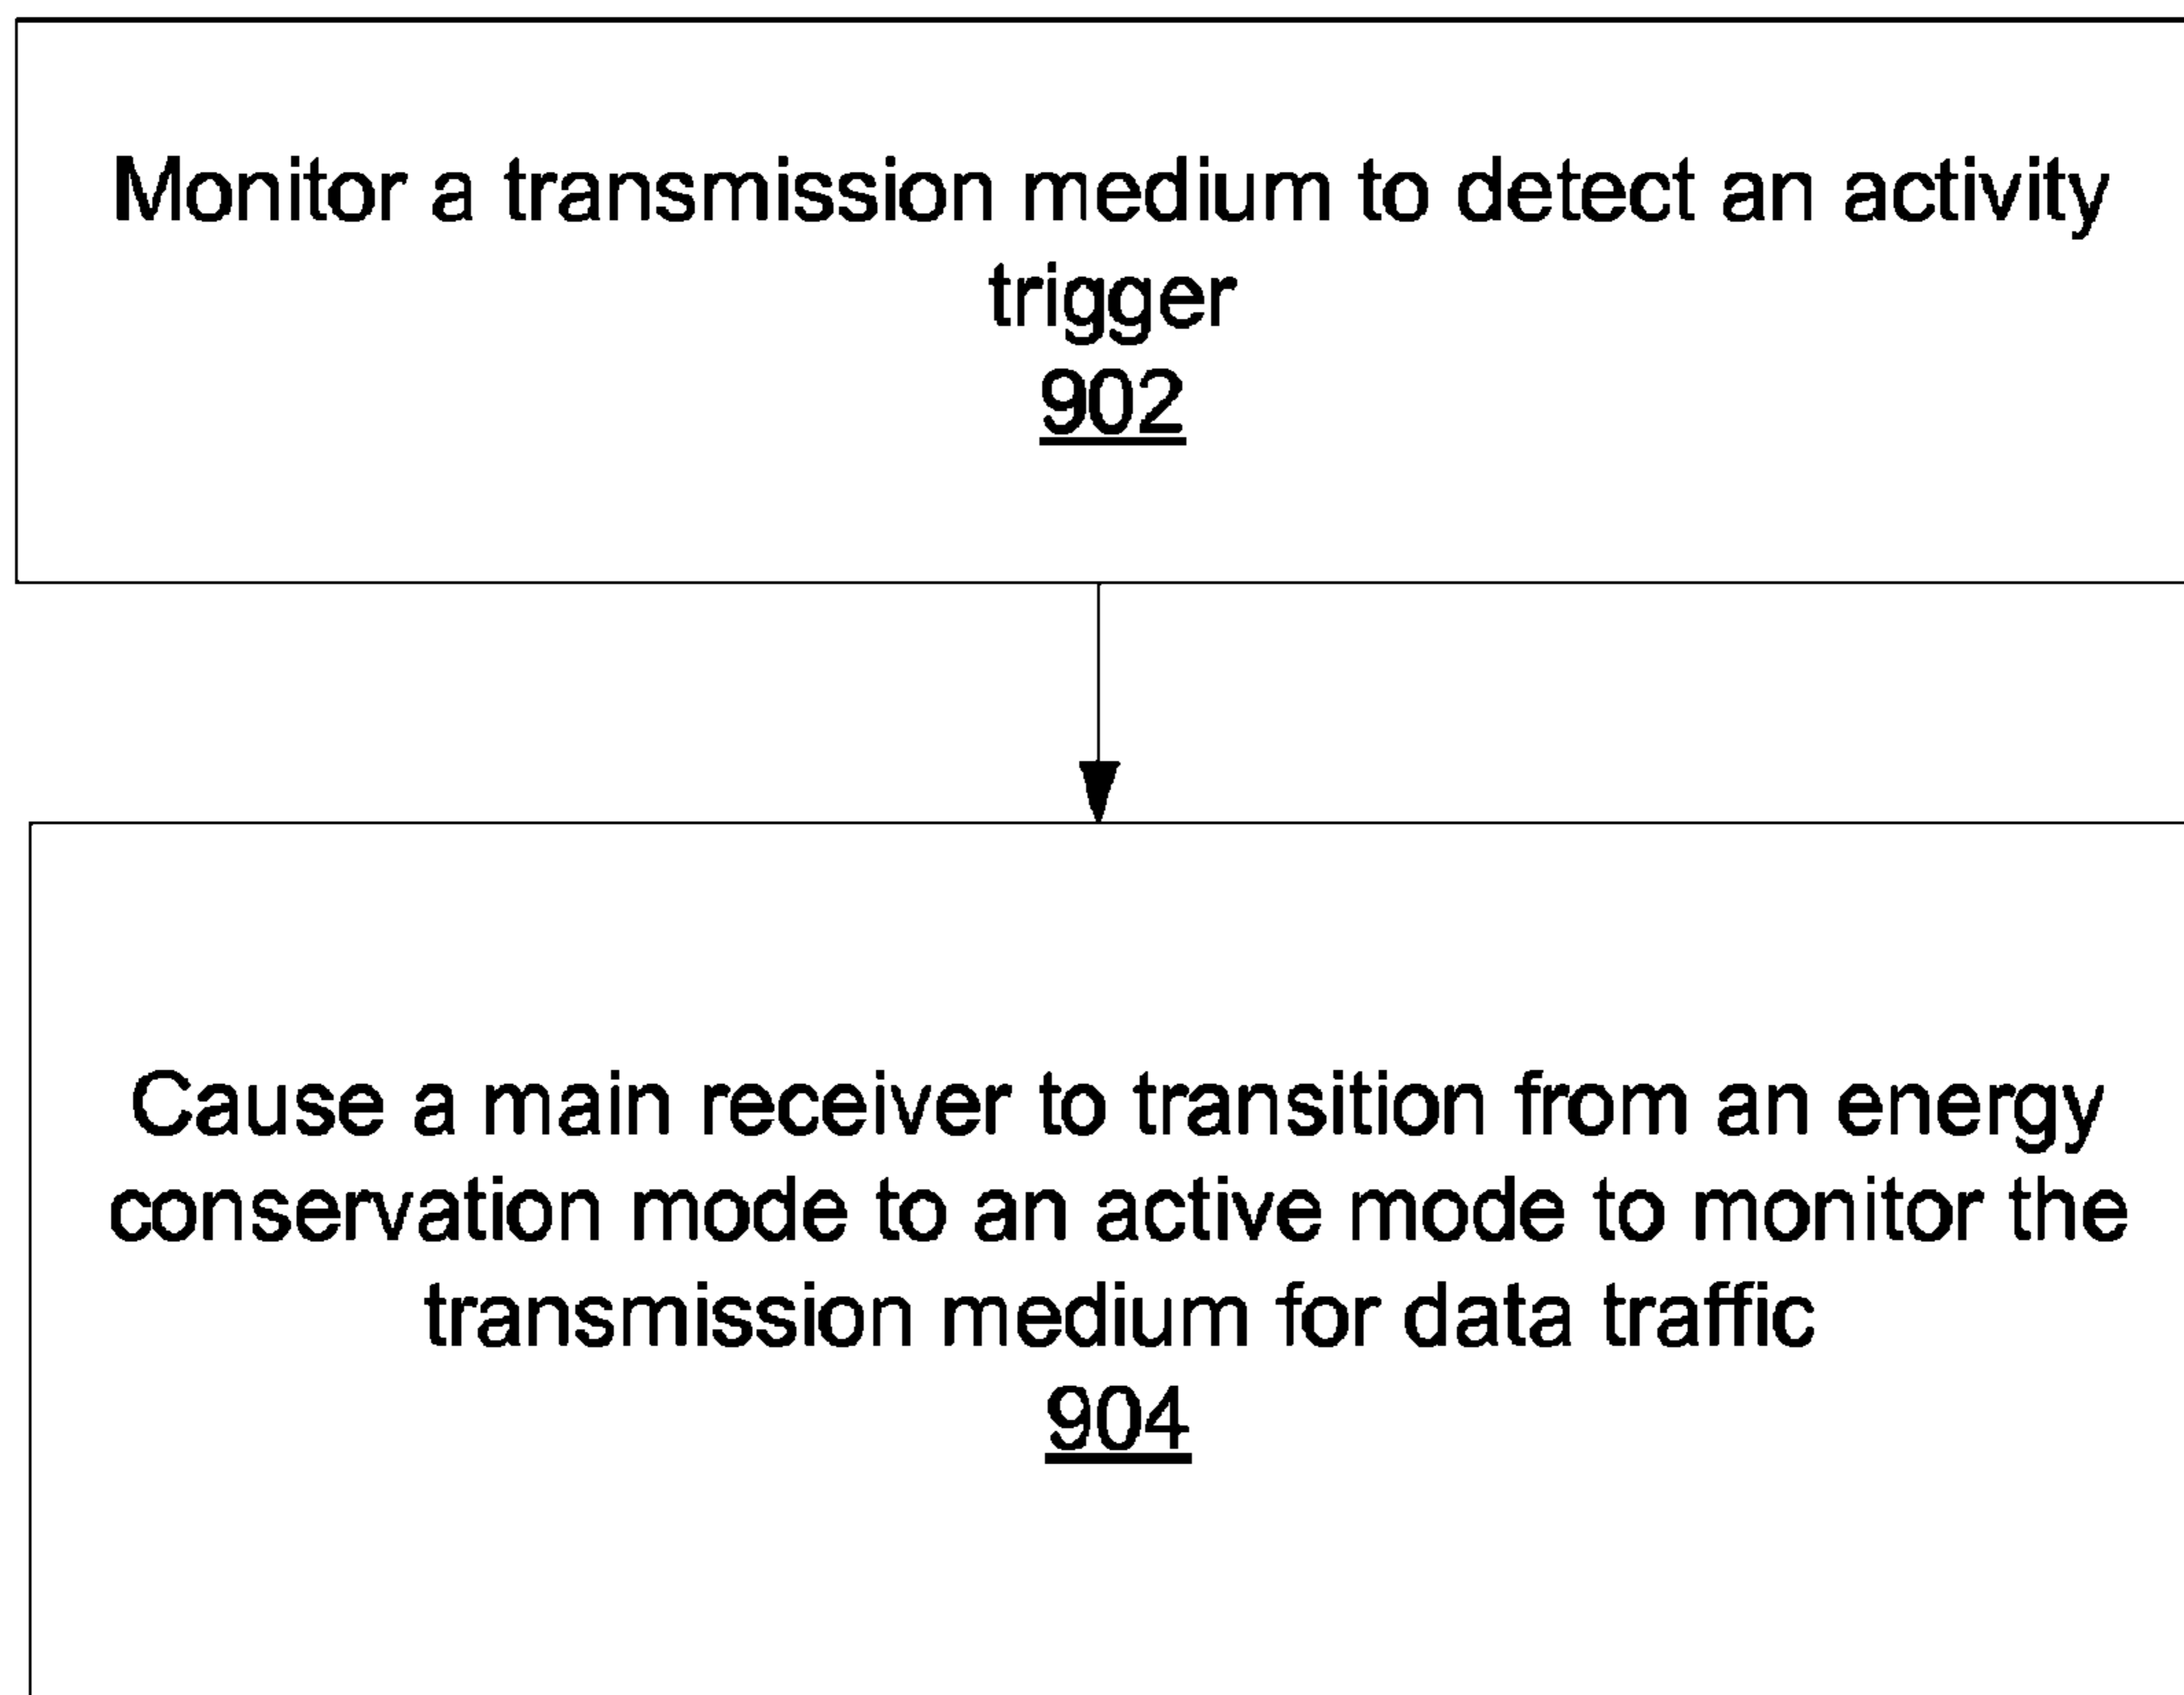 Monitor a transmission medium to detect an activity
trigger
902
Cause a main receiver to transition from an energy
conservation mode to an active mode to monitor the
transmission medium for data traffic
904